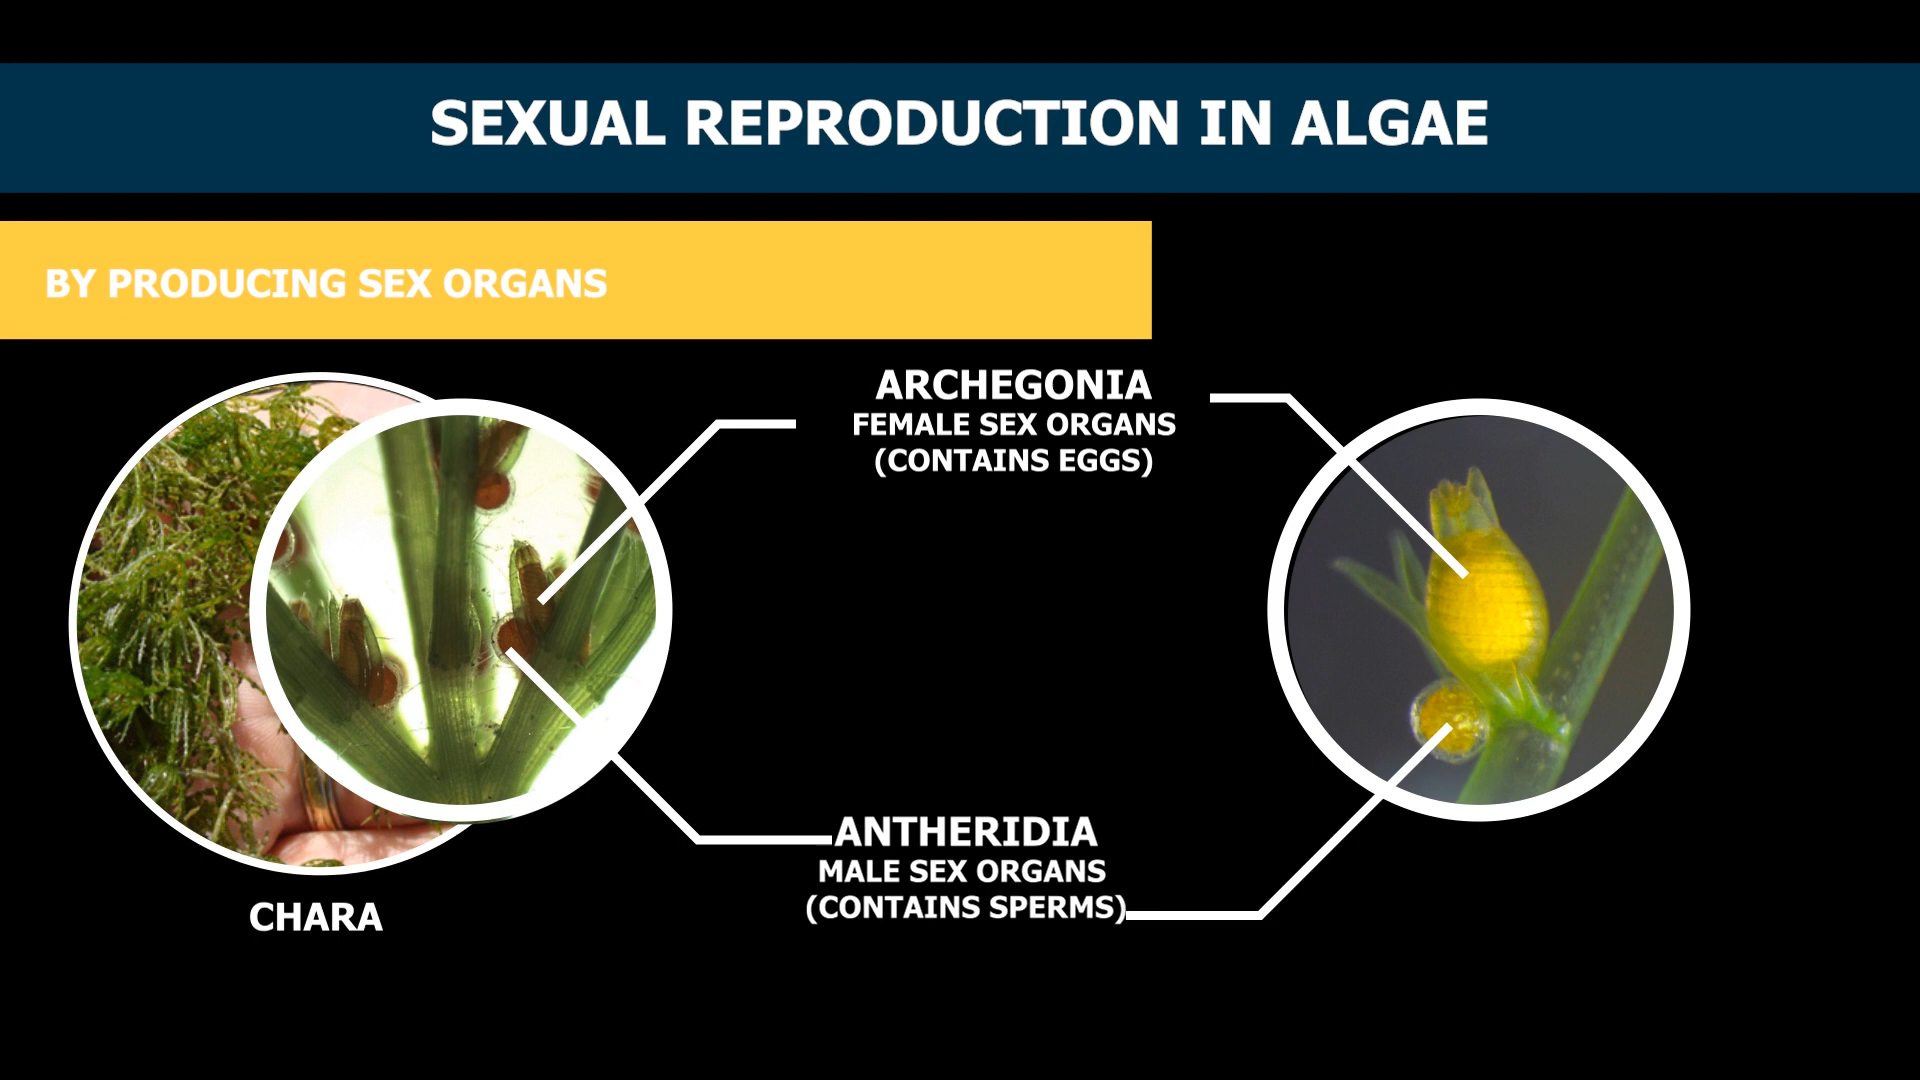 SEXUAL REPRODUCTION IN ALGAE
BY PRODUCING SEX ORGANS
ARCHEGONIA
FEMALE SEX ORGANS
(CONTAINS EGGS)
ANTHERIDIA
MALE SEX ORGANS
(CONTAINS SPERMS)
CHARA